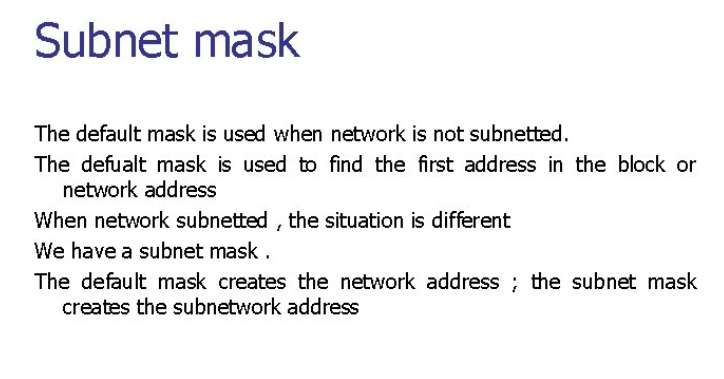 Subnet mask
The default mask is used when network is not subnetted.
The defualt mask is used to find the first address in the block or
network address
When network subnetted , the situation is different
We have a subnet mask .
The default mask creates the network address ; the subnet mask
creates the subnetwork address